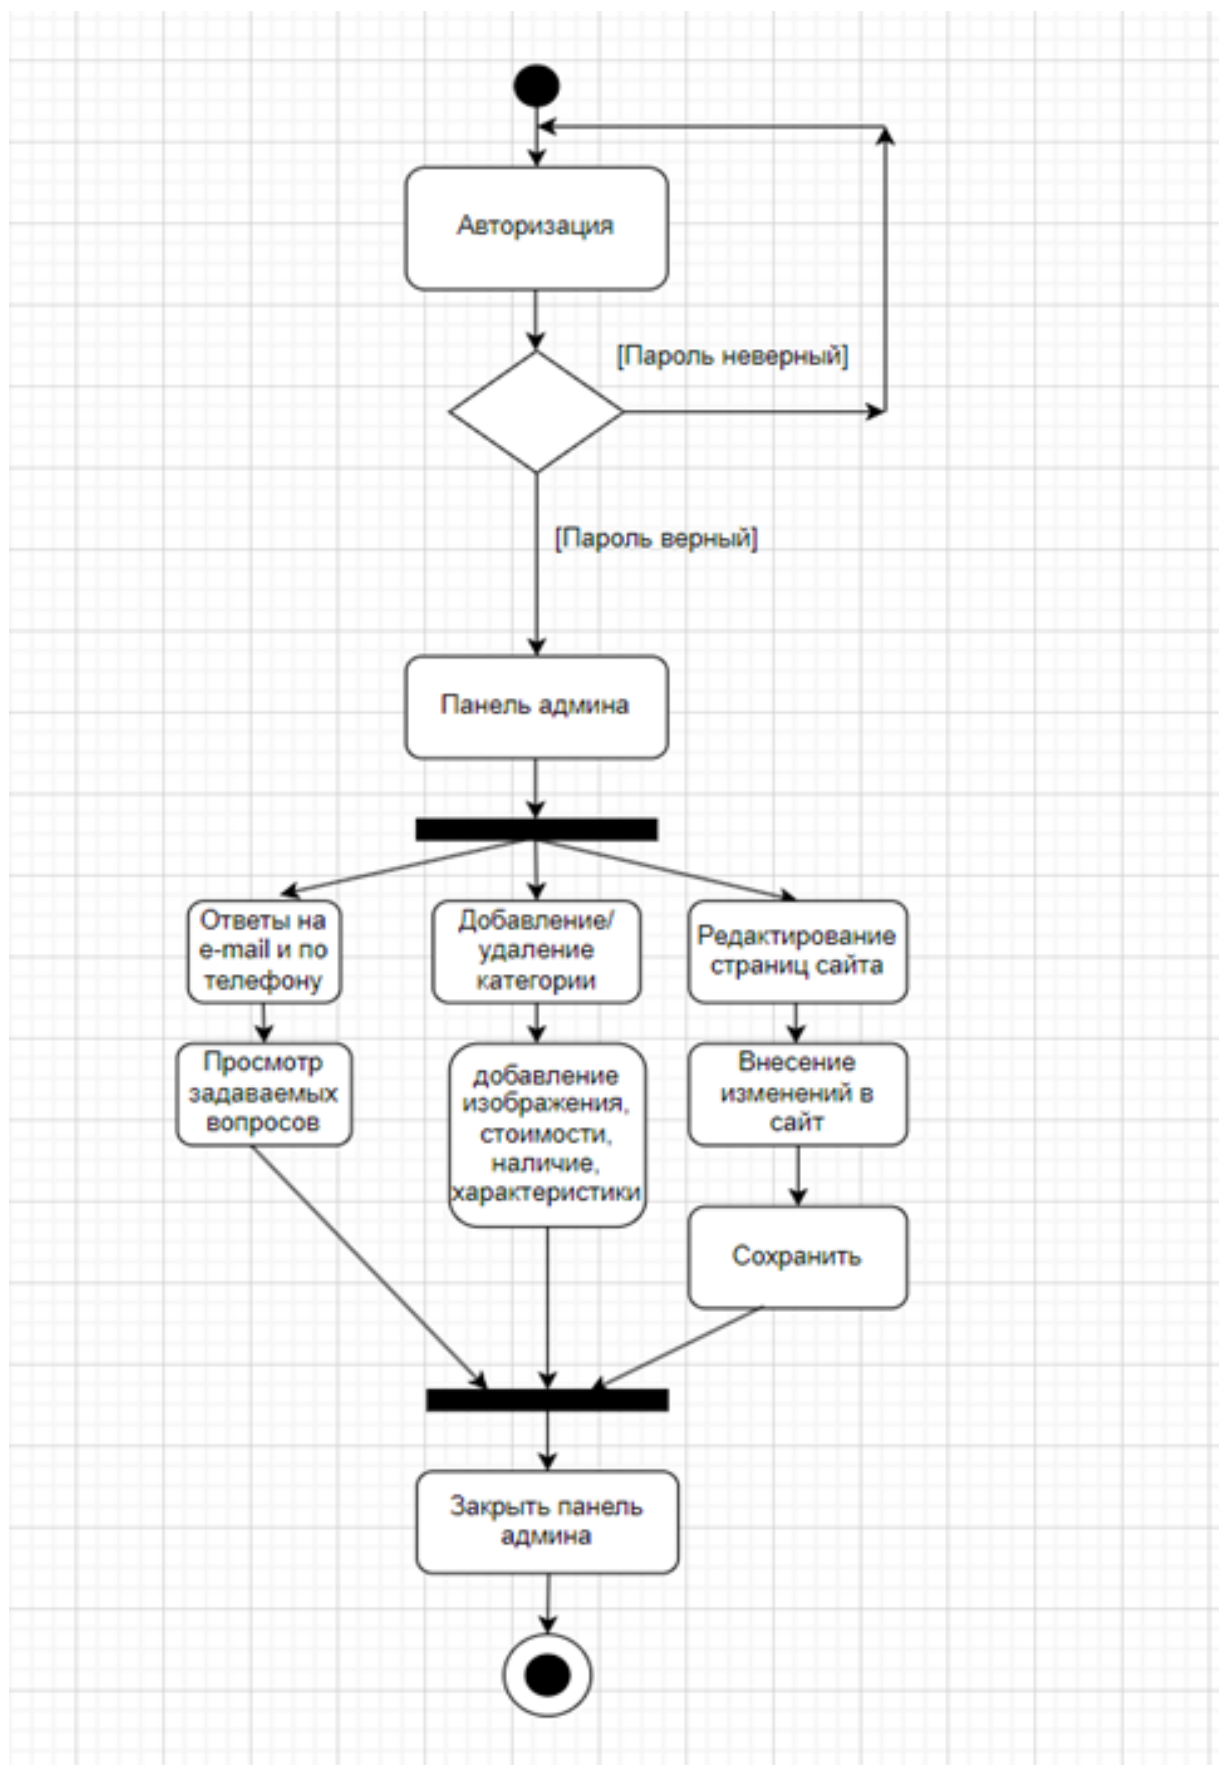 Авторизация
[Пароль неверный]
[Пароль верный]
Панель админа
Ответы на
e-mail и по
телефону
Добавление/
удаление
категории
Редактирование
страниц сайта
Просмотр
задаваемых
вопросов
добавление
изображения,
стоимости,
наличие,
характеристики
Внесение
изменений в
сайт
Сохранить
Закрыть панель
админа